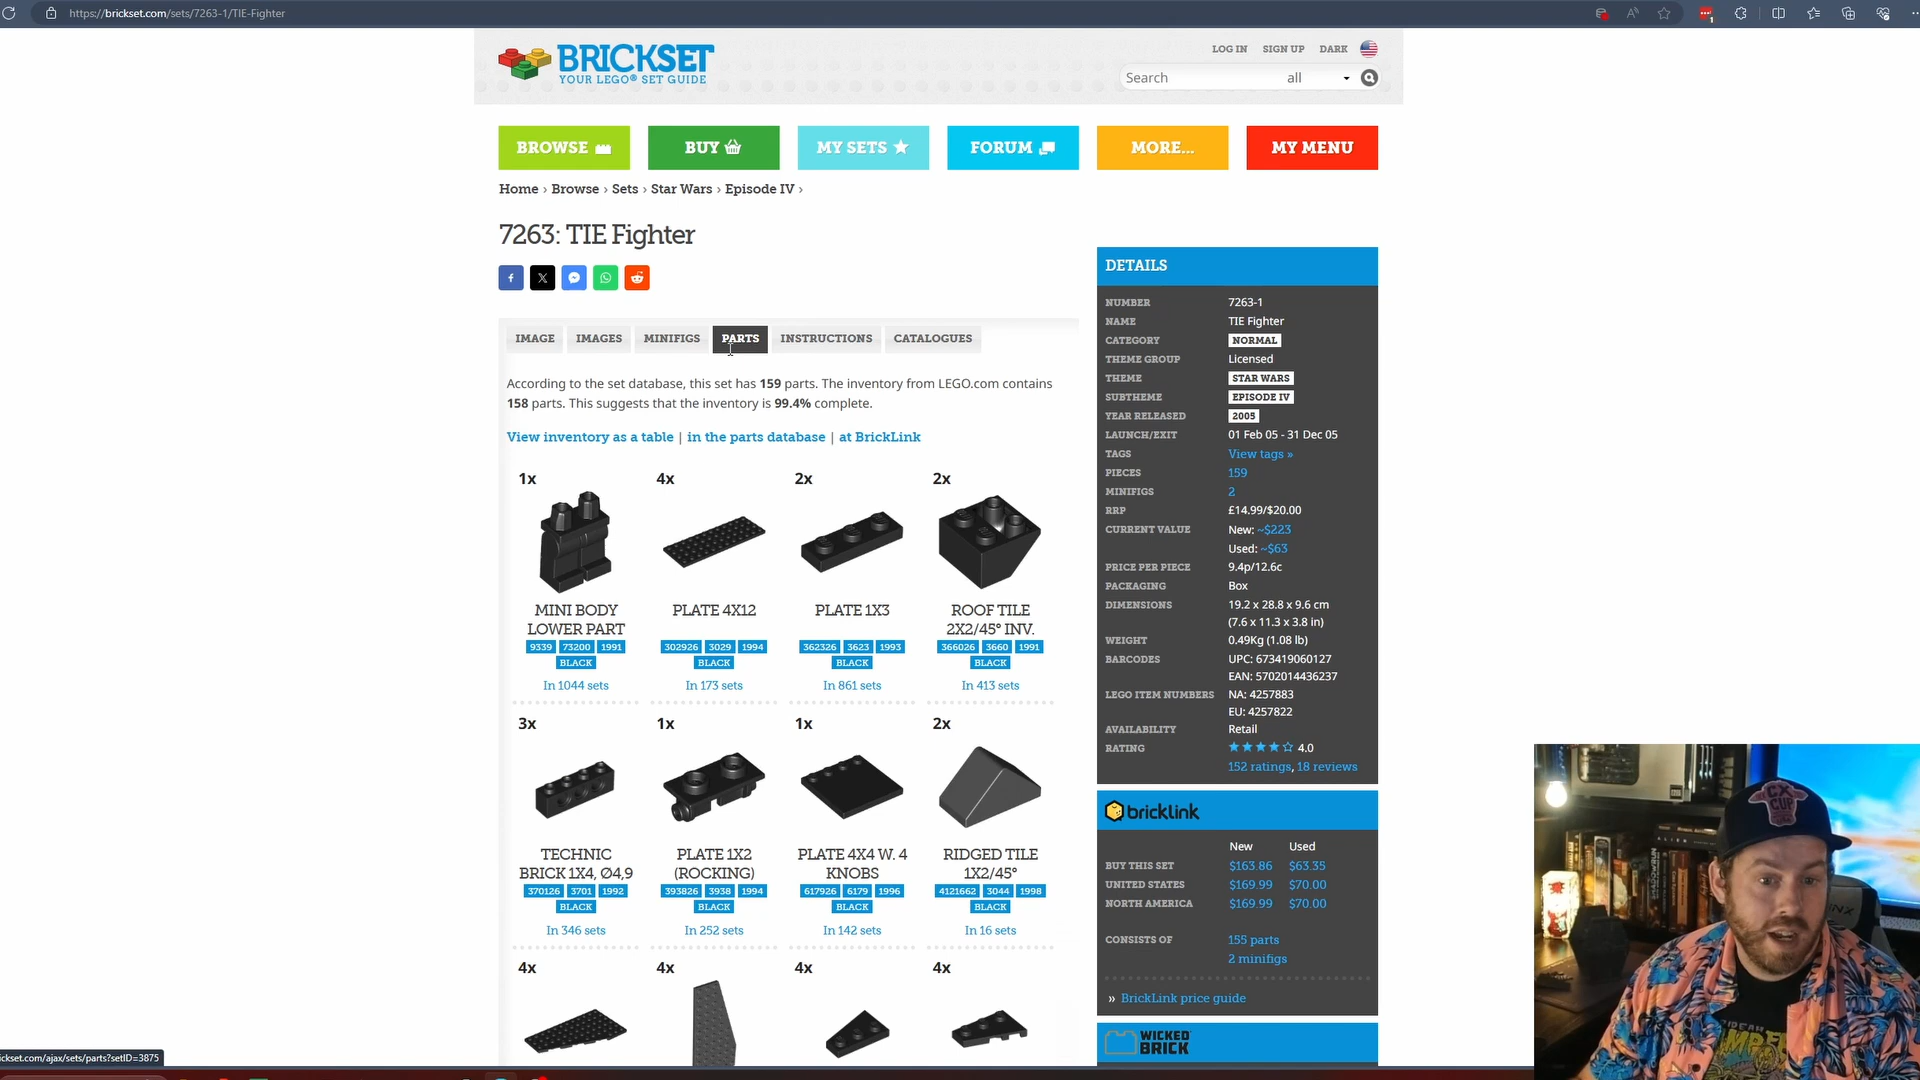 https://brickset.com/sets/7263-1/TIE-Fighter
BRICKSET
YOUR LEGO® SET GUIDE
LOG IN SIGN UP DARK
Search all
BROWSE
BUY
MY SETS
FORUM
MORE...
MY MENU
Home › Browse › Sets › Star Wars › Episode IV ›
7263: TIE Fighter
IMAGE IMAGES MINIFIGS PARTS INSTRUCTIONS CATALOGUES
According to the set database, this set has 159 parts. The inventory from LEGO.com contains
158 parts. This suggests that the inventory is 99.4% complete.
View inventory as a table | in the parts database | at BrickLink
1x 4x 2x 2x
MINI BODY
LOWER PART
9339 73200 1991
BLACK
In 1044 sets
PLATE 4X12
302926 3029 1994
BLACK
In 173 sets
PLATE 1X3
362326 3623 1993
BLACK
In 861 sets
ROOF TILE
2X2/45° INV.
366026 3660 1991
BLACK
In 413 sets
3x 1x 1x 2x
TECHNIC
BRICK 1X4, Ø4,9
370126 3701 1992
BLACK
In 346 sets
PLATE 1X2
(ROCKING)
393826 3938 1994
BLACK
In 252 sets
PLATE 4X4 W. 4
KNOBS
617926 6179 1996
BLACK
In 142 sets
RIDGED TILE
1X2/45°
4121662 3044 1998
BLACK
In 16 sets
4x 4x 4x 4x
DETAILS
NUMBER 7263-1
NAME TIE Fighter
CATEGORY NORMAL
THEME GROUP Licensed
THEME STAR WARS
SUBTHEME EPISODE IV
YEAR RELEASED 2005
LAUNCH/EXIT 01 Feb 05 - 31 Dec 05
TAGS View tags »
PIECES 159
MINIFIGS 2
RRP £14.99/$20.00
CURRENT VALUE New: ~$223
Used: ~$63
PRICE PER PIECE 9.4p/12.6c
PACKAGING Box
DIMENSIONS 19.2 x 28.8 x 9.6 cm
(7.6 x 11.3 x 3.8 in)
WEIGHT 0.49Kg (1.08 lb)
BARCODES UPC: 673419060127
EAN: 5702014436237
LEGO ITEM NUMBERS NA: 4257883
EU: 4257822
AVAILABILITY Retail
RATING 4.0
152 ratings, 18 reviews
bricklink
New Used
BUY THIS SET $163.86 $63.35
UNITED STATES $169.99 $70.00
NORTH AMERICA $169.99 $70.00
CONSISTS OF 155 parts
2 minifigs
» BrickLink price guide
WICKED
BRICK
ickset.com/ajax/sets/parts?setID=3875
CX
CUP